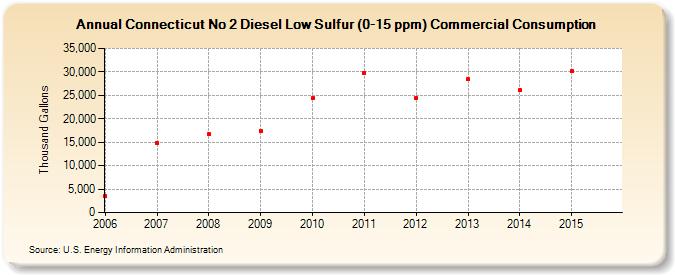 Annual Connecticut No 2 Diesel Low Sulfur (0-15 ppm) Commercial Consumption
Thousand Gallons
35,000
30,000
25,000
20,000
15,000
10,000
5,000
0
2006 2007 2008 2009 2010 2011 2012 2013 2014 2015
Source: U.S. Energy Information Administration